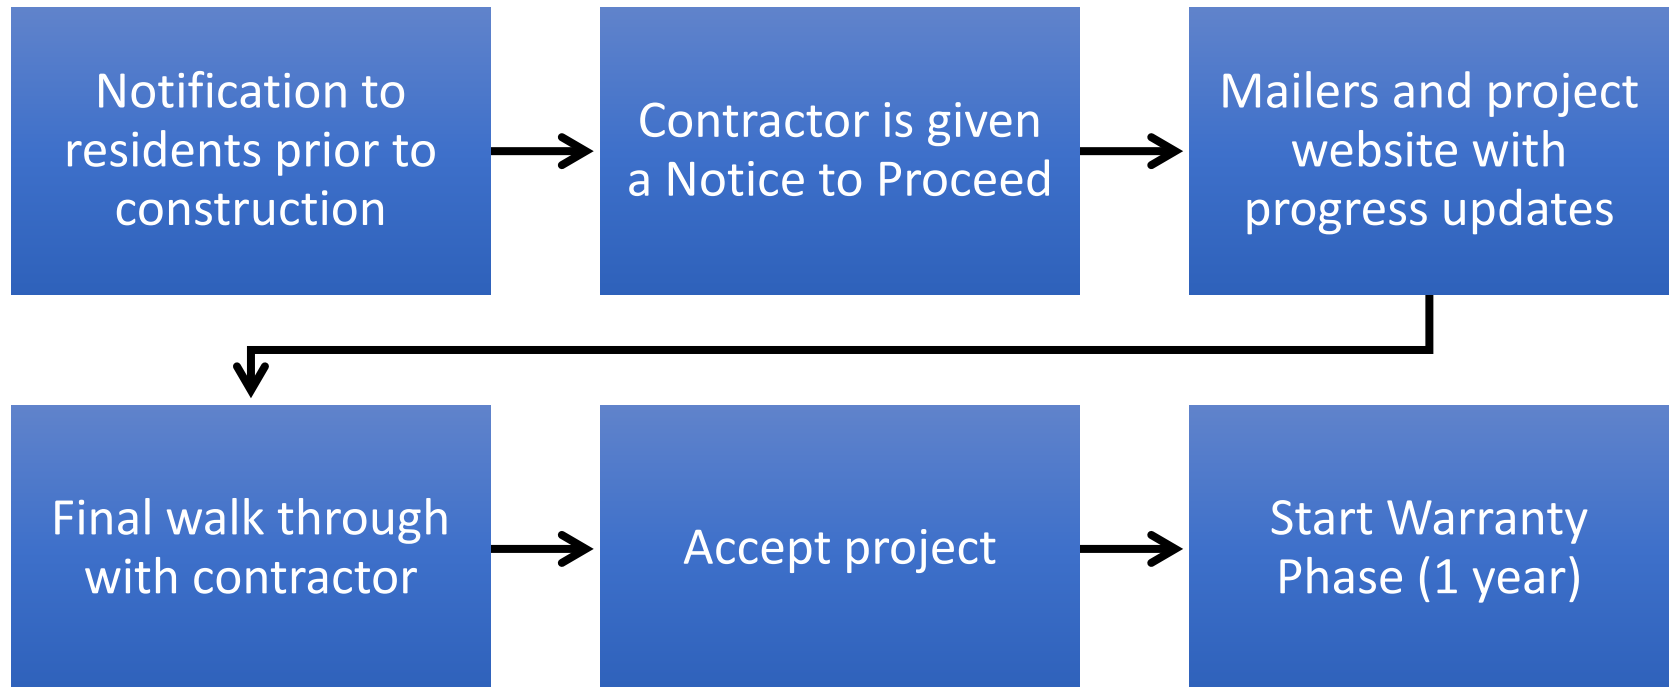 Notification to
residents prior to
construction
Contractor is given
a Notice to Proceed
Mailers and project
website with
progress updates
Final walk through
with contractor
Accept project
Start Warranty
Phase (1 year)